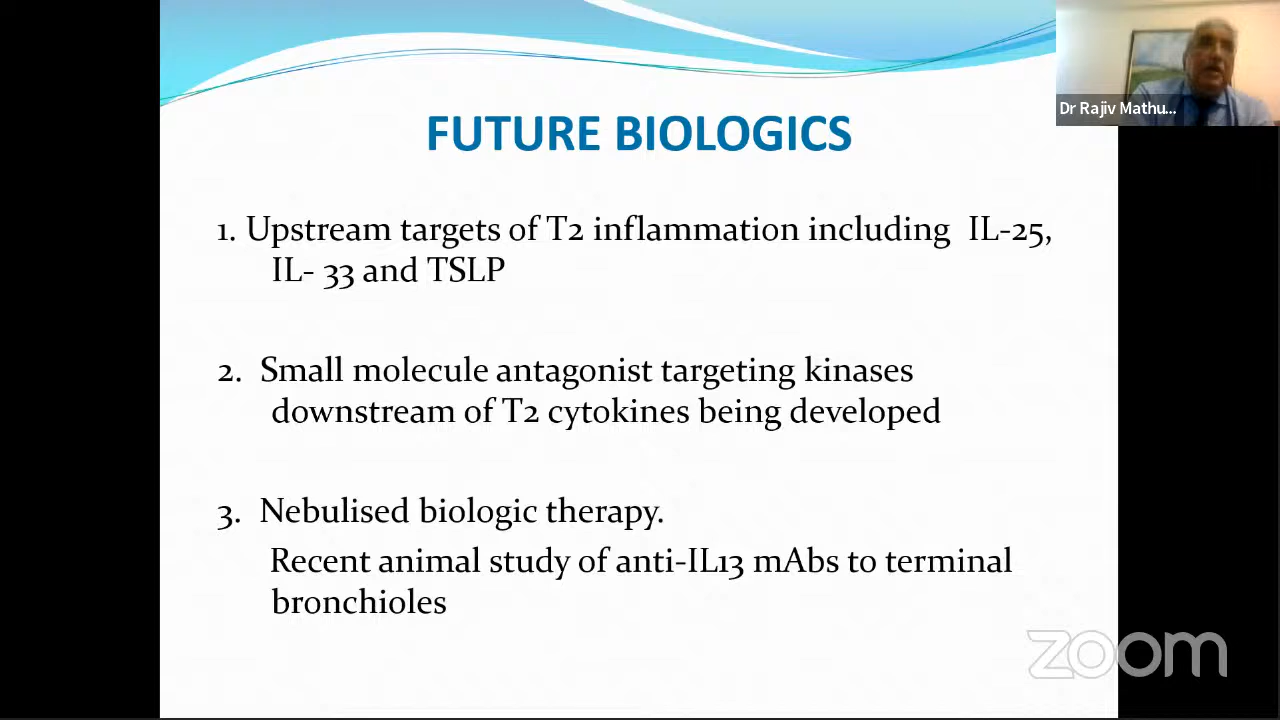 Dr Rajiv Mathu...
FUTURE BIOLOGICS
1. Upstream targets of T2 inflammation including IL-25,
IL- 33 and TSLP
2. Small molecule antagonist targeting kinases
downstream of T2 cytokines being developed
3. Nebulised biologic therapy.
Recent animal study of anti-IL13 mAbs to terminal
bronchioles
zoom